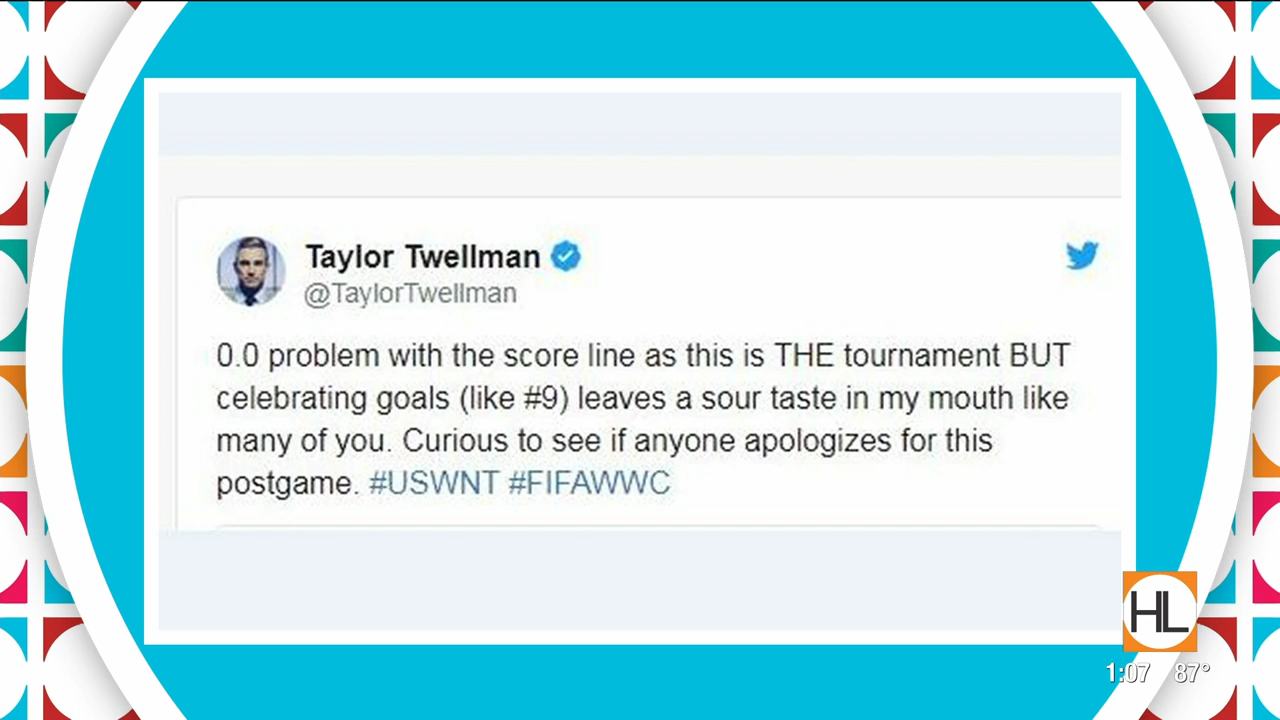 Taylor Twellman
@TaylorTwellman
0.0 problem with the score line as this is THE tournament BUT
celebrating goals (like #9) leaves a sour taste in my mouth like
many of you. Curious to see if anyone apologizes for this
postgame. #USWNT #FIFAWWC
HL
1:07 87°